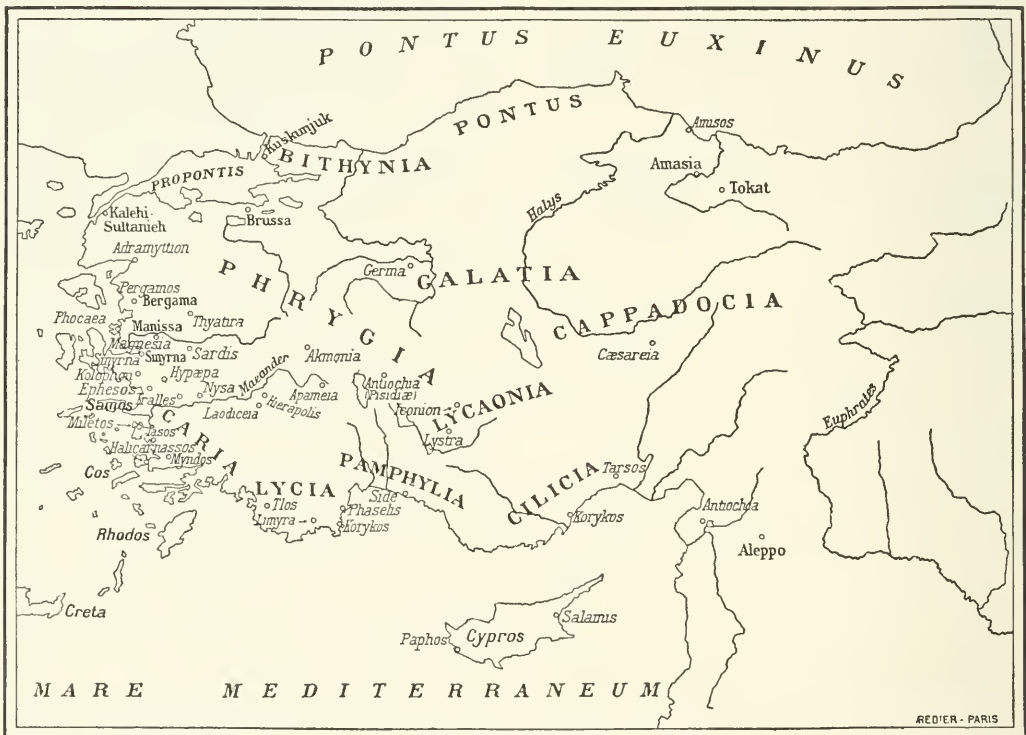 PONTUS EUXINUS
PONTUS
Amisos
Kuskunjuk
BITHYNIA
Amasia
PROPONTIS
Tokat
Halys
Kalehi-
Sultanieh
Brussa
Adramyttion
PHRYGIA
Germa
GALATIA
Pergamos
Bergama
CAPPADOCIA
Phocaea
Thyatira
Manissa
Magnesia
Smyrna
Smyrna
Sardis
Akmonia
Cæsareia
Kolophon
Hypæpa
Maeander
Antiochia
(Pisidiæ)
Ephesos
Tralles
Nysa
Apameia
Hierapolis
Laodiceia
Iconion
LYCAONIA
Euphrates
Samos
Miletos
Iasos
CARIA
Lystra
Halicarnassos
Myndos
PAMPHYLIA
CILICIA
Tarsos
Cos
LYCIA
Side
Tlos
Phaselis
Limyra
Korykos
Korykos
Antiochia
Rhodos
Aleppo
Creta
Salamis
Paphos
Cypros
MARE MEDITERRANEUM
REDIER - PARIS